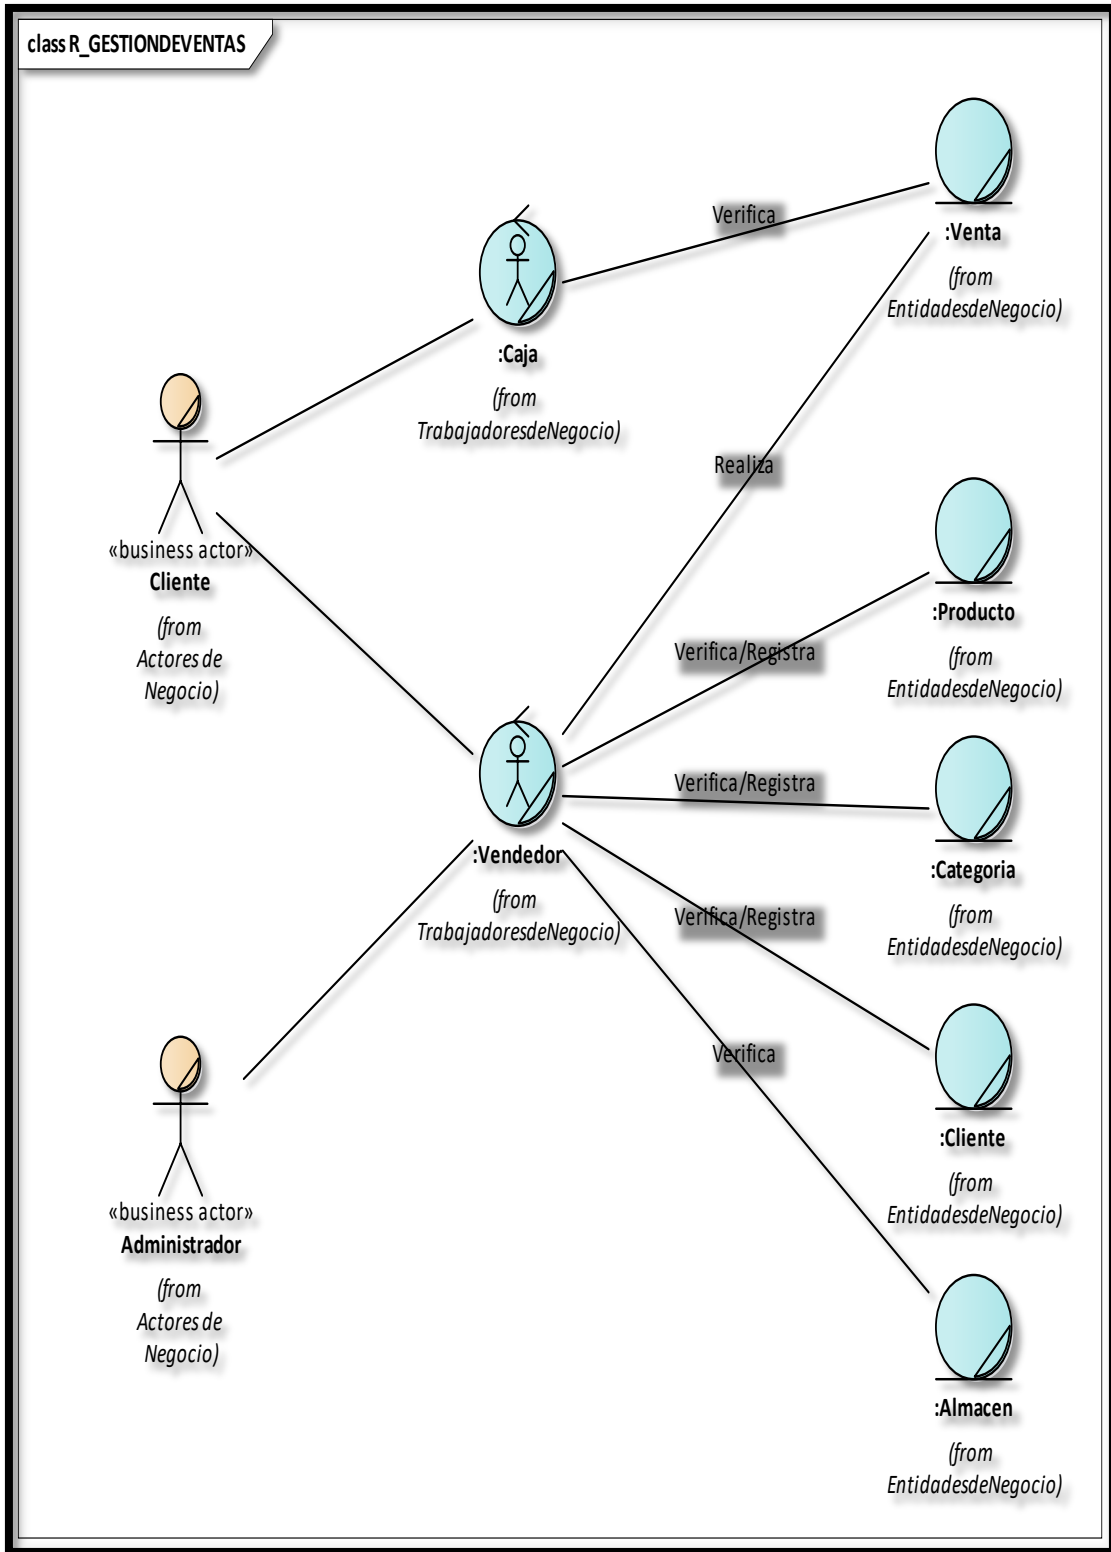 class R_GESTIONDEVENTAS
:Venta
(from
EntidadesdeNegocio)
Verifica
:Caja
(from
TrabajadoresdeNegocio)
«business actor»
Cliente
(from
Actores de
Negocio)
Realiza
:Producto
(from
EntidadesdeNegocio)
Verifica/Registra
Verifica/Registra
:Vendedor
(from
TrabajadoresdeNegocio)
:Categoria
(from
EntidadesdeNegocio)
Verifica/Registra
Verifica
:Cliente
(from
EntidadesdeNegocio)
«business actor»
Administrador
(from
Actores de
Negocio)
:Almacen
(from
EntidadesdeNegocio)